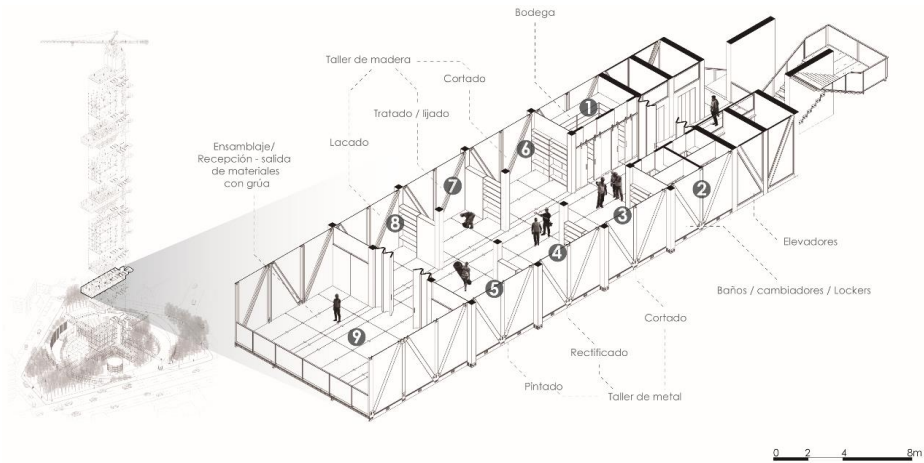 Bodega
Taller de madera
Cortado
Tratado / lijado
Lacado
Ensamblaje/
Recepción - salida
de materiales
con grúa
1
6
2
7
3
8
4
5
9
Elevadores
Baños / cambiadores / Lockers
Cortado
Rectificado
Pintado
Taller de metal
0 2 4 8m